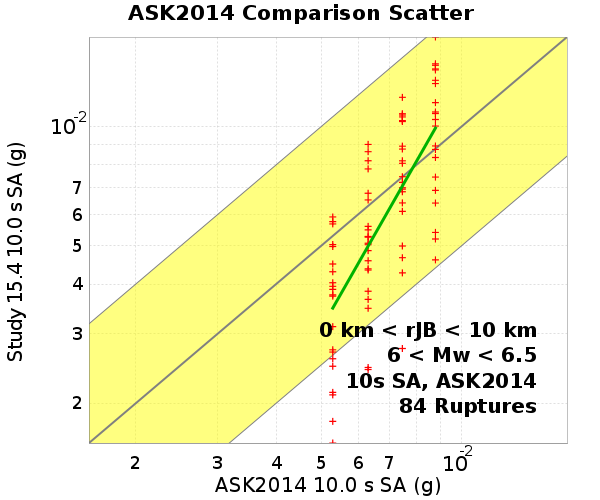 ASK2014 Comparison Scatter
Study 15.4 10.0 s SA (g)
10-2
7
6
5
4
3
2
0 km < rJB < 10 km
6 < Mw < 6.5
10s SA, ASK2014
84 Ruptures
2 3 4 5 6 7 10-2
ASK2014 10.0 s SA (g)